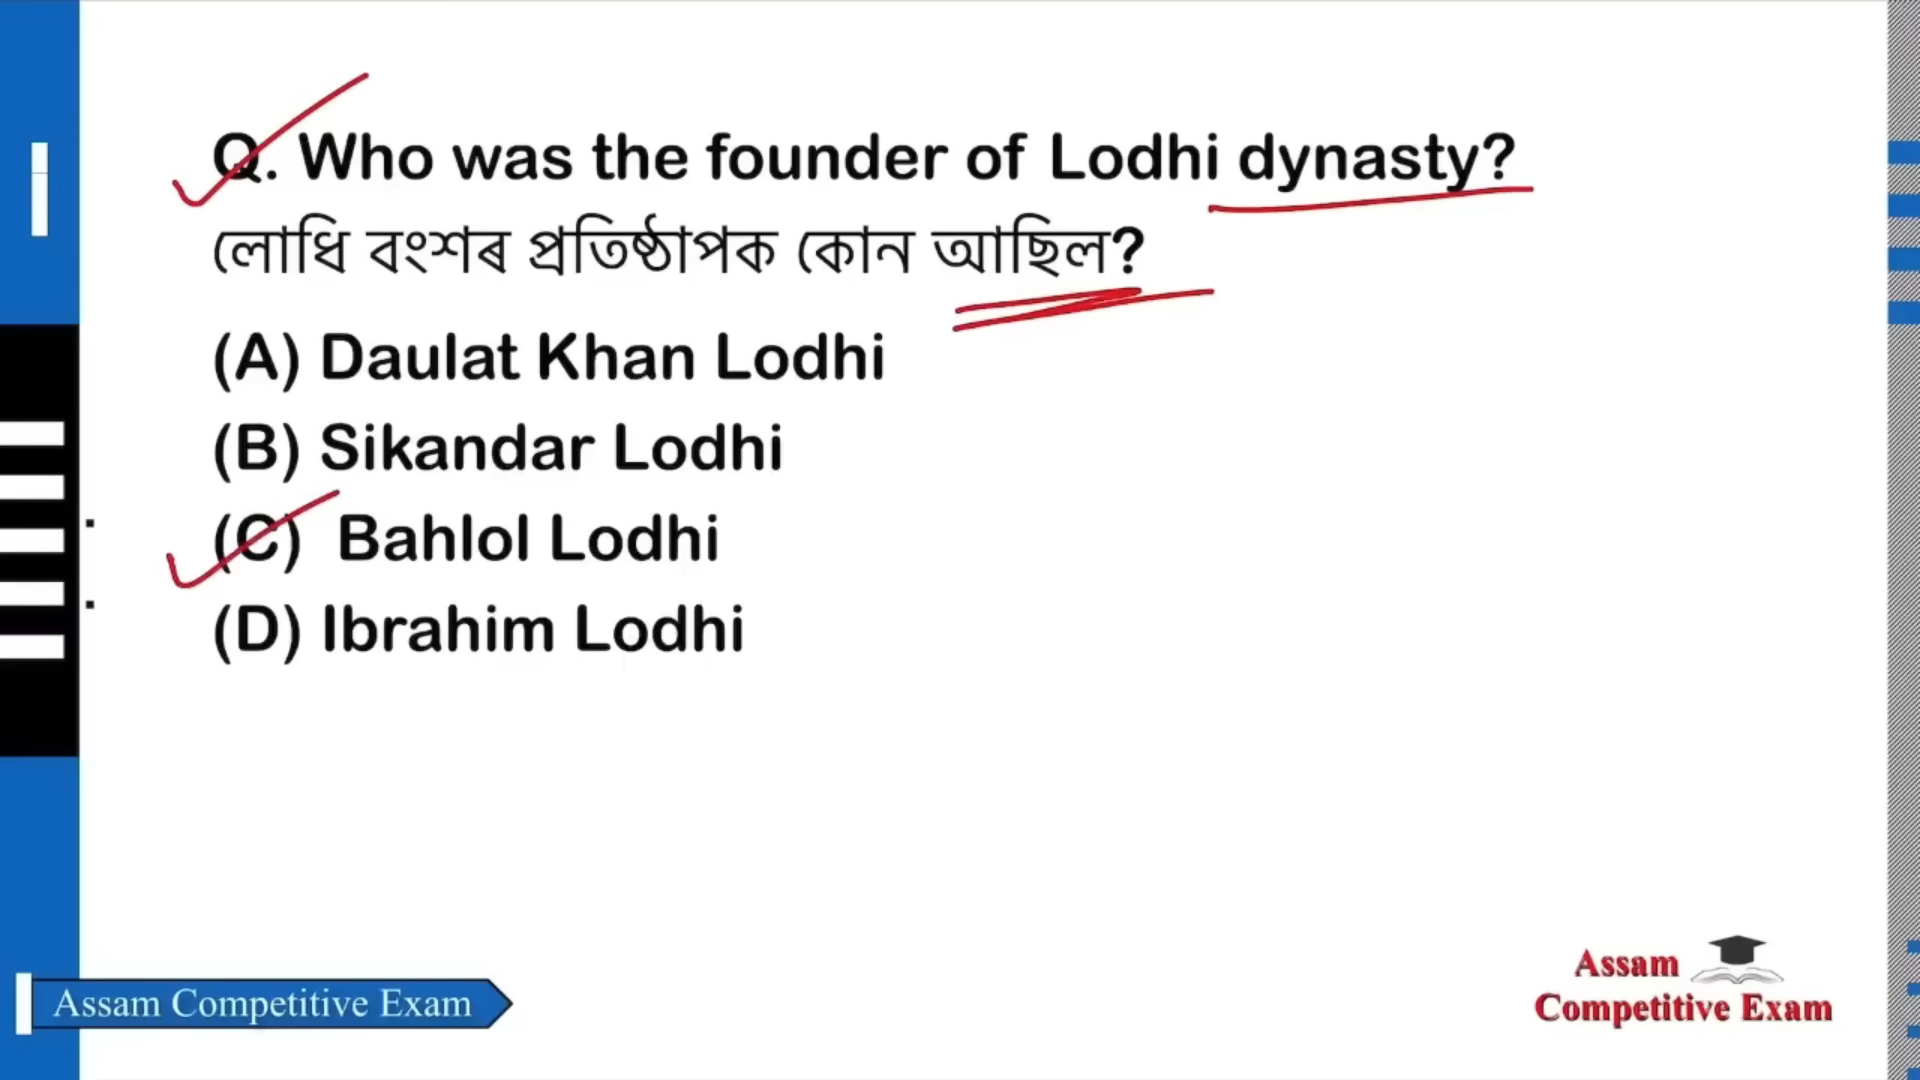 Q. Who was the founder of Lodhi dynasty?
লোধি বংশৰ প্ৰতিষ্ঠাপক কোন আছিল?
(A) Daulat Khan Lodhi
(B) Sikandar Lodhi
(C) Bahlol Lodhi
(D) Ibrahim Lodhi
Assam Competitive Exam
Assam
Competitive Exam